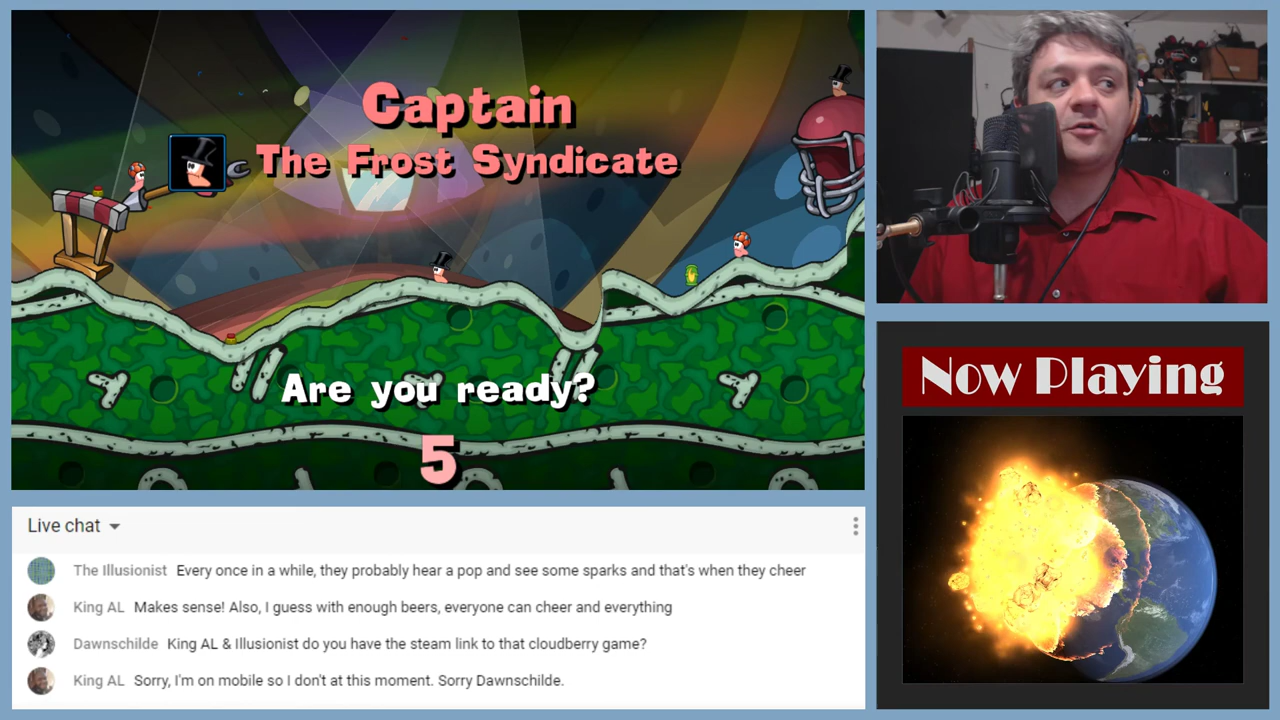 Captain
The Frost Syndicate
Are you ready?
5
Now Playing
Live chat
The Illusionist Every once in a while, they probably hear a pop and see some sparks and that's when they cheer
King AL Makes sense! Also, I guess with enough beers, everyone can cheer and everything
Dawnschilde King AL & Illusionist do you have the steam link to that cloudberry game?
King AL Sorry, I'm on mobile so I don't at this moment. Sorry Dawnschilde.